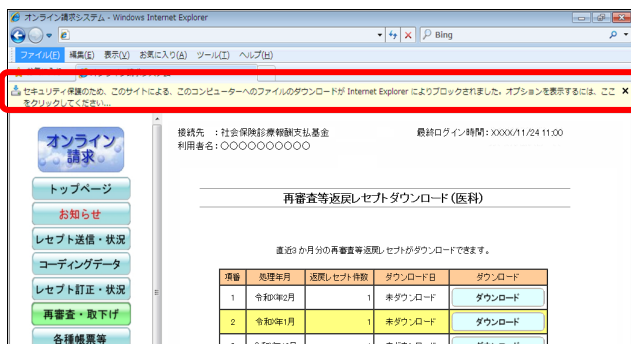 オンライン請求システム - Windows Internet Explorer
Bing
ファイル(F) 編集(E) 表示(V) お気に入り(A) ツール(T) ヘルプ(H)
セキュリティ保護のため、このサイトによる、このコンピューターへのファイルのダウンロードが Internet Explorer によりブロックされました。オプションを表示するには、ここ
をクリックしてください...
オンライン
請求
接続先 :社会保険診療報酬支払基金 最終ログイン時間:XXXX/11/24 11:00
利用者名:○○○○○○○○○○
トップページ
お知らせ
レセプト送信・状況
コーディングデータ
レセプト訂正・状況
再審査・取下げ
各種帳票等
再審査等返戻レセプトダウンロード(医科)
直近3か月分の再審査等返戻レセプトがダウンロードできます。
項番 処理年月 返戻レセプト件数 ダウンロード日 ダウンロード
1 令和X年2月 1 未ダウンロード ダウンロード
2 令和X年1月 1 未ダウンロード ダウンロード